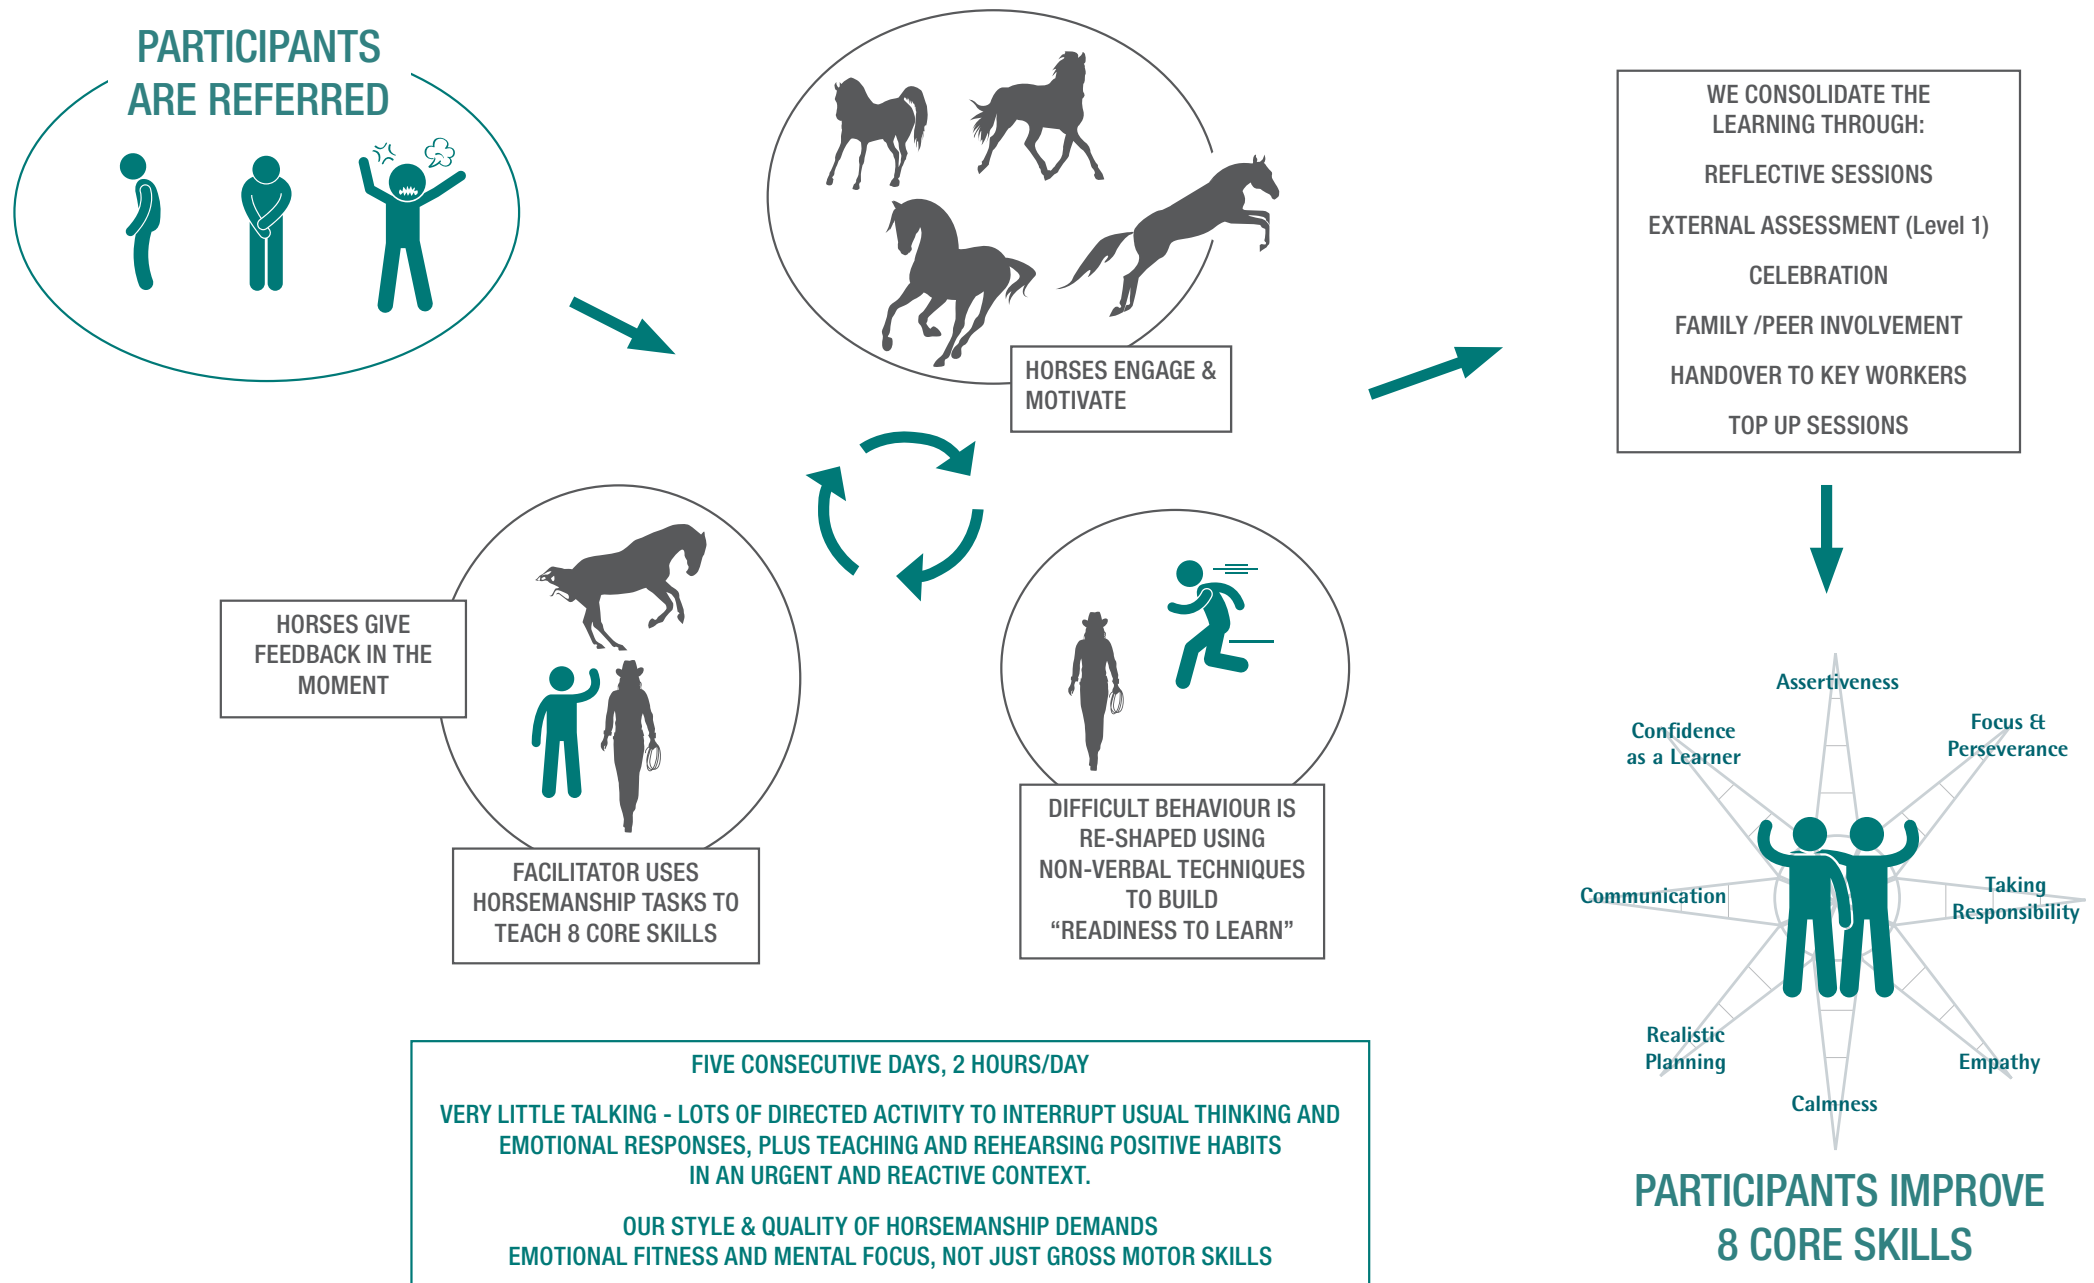 PARTICIPANTS
ARE REFERRED
HORSES ENGAGE &
MOTIVATE
WE CONSOLIDATE THE
LEARNING THROUGH:
REFLECTIVE SESSIONS
EXTERNAL ASSESSMENT (Level 1)
CELEBRATION
FAMILY /PEER INVOLVEMENT
HANDOVER TO KEY WORKERS
TOP UP SESSIONS
HORSES GIVE
FEEDBACK IN THE
MOMENT
FACILITATOR USES
HORSEMANSHIP TASKS TO
TEACH 8 CORE SKILLS
DIFFICULT BEHAVIOUR IS
RE-SHAPED USING
NON-VERBAL TECHNIQUES
TO BUILD
“READINESS TO LEARN”
Assertiveness
Focus &
Perseverance
Confidence
as a Learner
Taking
Responsibility
Communication
Realistic
Planning
Empathy
Calmness
PARTICIPANTS IMPROVE
8 CORE SKILLS
FIVE CONSECUTIVE DAYS, 2 HOURS/DAY
VERY LITTLE TALKING - LOTS OF DIRECTED ACTIVITY TO INTERRUPT USUAL THINKING AND
EMOTIONAL RESPONSES, PLUS TEACHING AND REHEARSING POSITIVE HABITS
IN AN URGENT AND REACTIVE CONTEXT.
OUR STYLE & QUALITY OF HORSEMANSHIP DEMANDS
EMOTIONAL FITNESS AND MENTAL FOCUS, NOT JUST GROSS MOTOR SKILLS